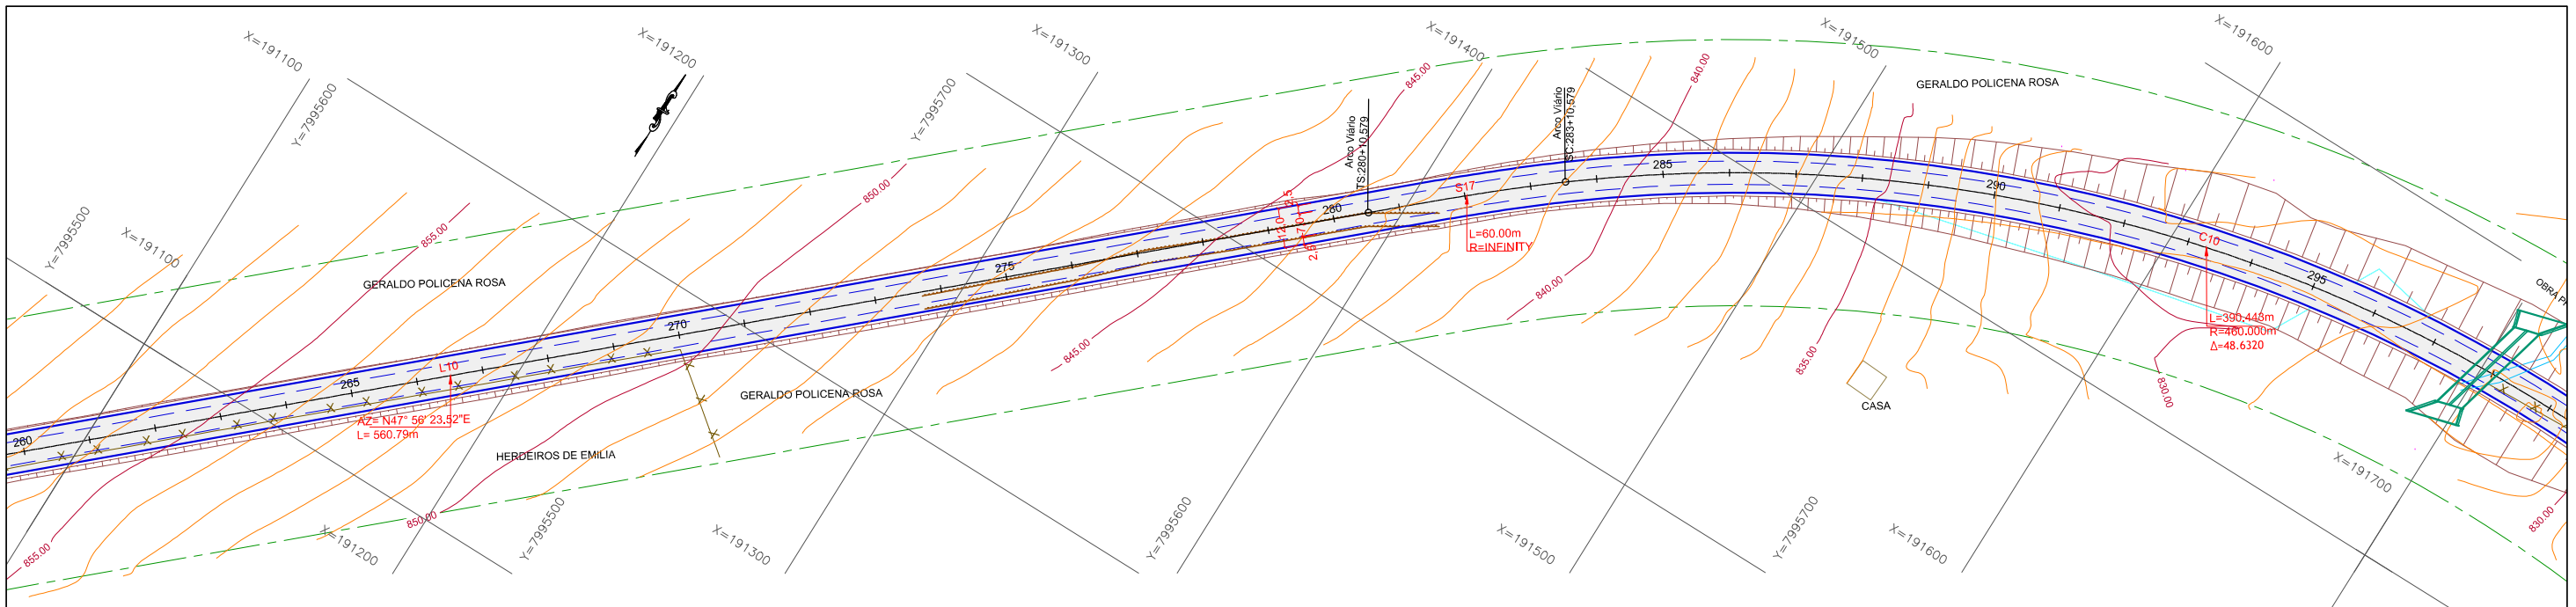 X=191100
X=191200
X=191300
X=191400
X=191500
X=191600
Y=7995600
Y=7995700
Y=7995500
X=191100
855.00
850.00
845.00
840.00
GERALDO POLICENA ROSA
Arco Viário
TS:280+10,579
Arco Viário
SC:283+10,579
GERALDO POLICENA ROSA
260
265
270
275
280
285
290
295
L10
AZ= N47° 56' 23.52"E
L= 560.79m
S17
L=60.00m
R=INFINITY
C10
L=390.443m
R=460.000m
Δ=48.6320
GERALDO POLICENA ROSA
HERDEIROS DE EMILIA
CASA
855.00
850.00
845.00
840.00
835.00
830.00
830.00
X=191200
Y=7995500
X=191300
Y=7995600
X=191500
Y=7995700
X=191600
X=191700